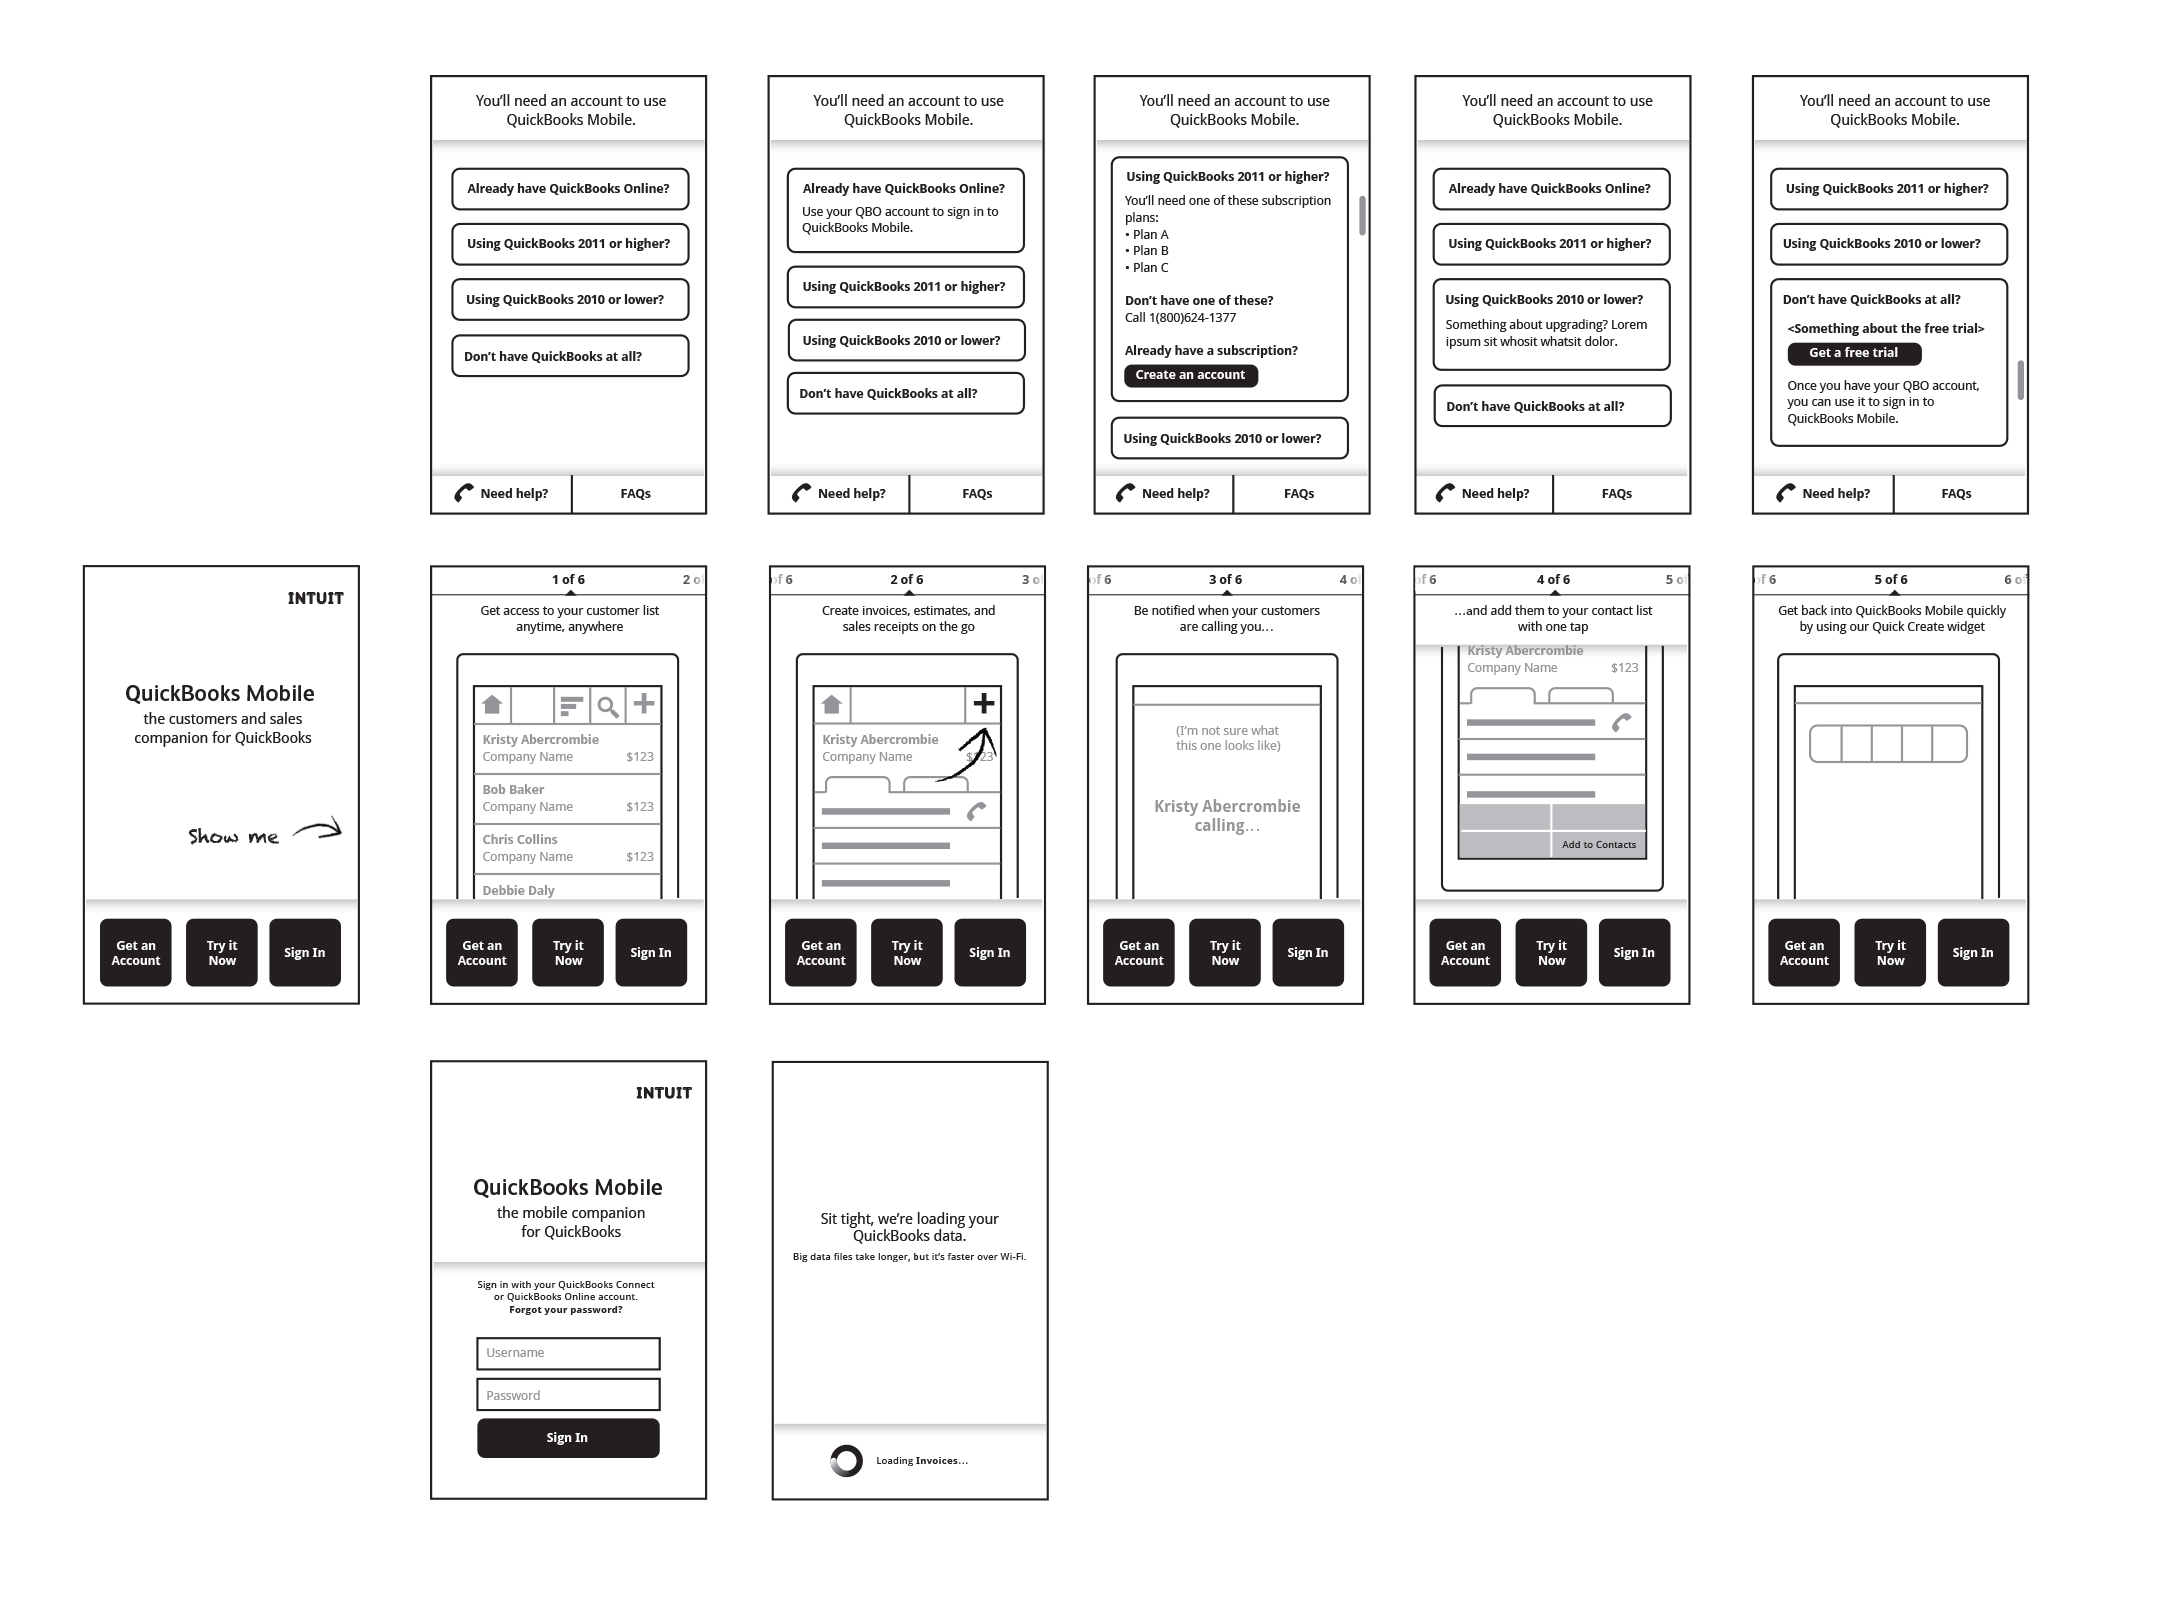 You'll need an account to use
QuickBooks Mobile.
Already have QuickBooks Online?
Using QuickBooks 2011 or higher?
Using QuickBooks 2010 or lower?
Don't have QuickBooks at all?
Need help?
FAQs
You'll need an account to use
QuickBooks Mobile.
Already have QuickBooks Online?
Use your QBO account to sign in to
QuickBooks Mobile.
Using QuickBooks 2011 or higher?
Using QuickBooks 2010 or lower?
Don't have QuickBooks at all?
Need help?
FAQs
You'll need an account to use
QuickBooks Mobile.
Using QuickBooks 2011 or higher?
You'll need one of these subscription
plans:
• Plan A
• Plan B
• Plan C
Don't have one of these?
Call 1(800)624-1377
Already have a subscription?
Create an account
Using QuickBooks 2010 or lower?
Need help?
FAQs
You'll need an account to use
QuickBooks Mobile.
Already have QuickBooks Online?
Using QuickBooks 2011 or higher?
Using QuickBooks 2010 or lower?
Something about upgrading? Lorem
ipsum sit whosit whatsit dolor.
Don't have QuickBooks at all?
Need help?
FAQs
You'll need an account to use
QuickBooks Mobile.
Using QuickBooks 2011 or higher?
Using QuickBooks 2010 or lower?
Don't have QuickBooks at all?
<Something about the free trial>
Get a free trial
Once you have your QBO account,
you can use it to sign in to
QuickBooks Mobile.
Need help?
FAQs
INTUIT
QuickBooks Mobile
the customers and sales
companion for QuickBooks
Show me
Get an
Account
Try it
Now
Sign In
1 of 6
2 of
Get access to your customer list
anytime, anywhere
Kristy Abercrombie
Company Name $123
Bob Baker
Company Name $123
Chris Collins
Company Name $123
Debbie Daly
Get an
Account
Try it
Now
Sign In
of 6
2 of 6
3 of
Create invoices, estimates, and
sales receipts on the go
Kristy Abercrombie
Company Name $123
Get an
Account
Try it
Now
Sign In
of 6
3 of 6
4 of
Be notified when your customers
are calling you...
(I'm not sure what
this one looks like)
Kristy Abercrombie
calling...
Get an
Account
Try it
Now
Sign In
of 6
4 of 6
5 of
...and add them to your contact list
with one tap
Kristy Abercrombie
Company Name $123
Add to Contacts
Get an
Account
Try it
Now
Sign In
of 6
5 of 6
6 of
Get back into QuickBooks Mobile quickly
by using our Quick Create widget
Get an
Account
Try it
Now
Sign In
INTUIT
QuickBooks Mobile
the mobile companion
for QuickBooks
Sign in with your QuickBooks Connect
or QuickBooks Online account.
Forgot your password?
Username
Password
Sign In
Sit tight, we're loading your
QuickBooks data.
Big data files take longer, but it's faster over Wi-Fi.
Loading Invoices...